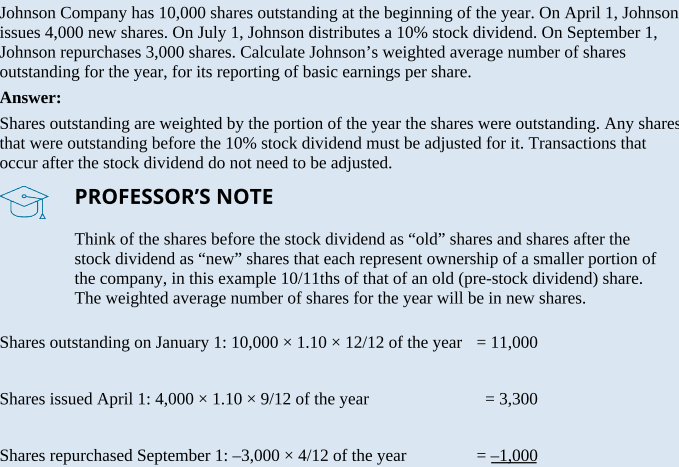 Johnson Company has 10,000 shares outstanding at the beginning of the year. On April 1, Johnson
issues 4,000 new shares. On July 1, Johnson distributes a 10% stock dividend. On September 1,
Johnson repurchases 3,000 shares. Calculate Johnson’s weighted average number of shares
outstanding for the year, for its reporting of basic earnings per share.
Answer:
Shares outstanding are weighted by the portion of the year the shares were outstanding. Any shares
that were outstanding before the 10% stock dividend must be adjusted for it. Transactions that
occur after the stock dividend do not need to be adjusted.
PROFESSOR’S NOTE
Think of the shares before the stock dividend as “old” shares and shares after the
stock dividend as “new” shares that each represent ownership of a smaller portion of
the company, in this example 10/11ths of that of an old (pre-stock dividend) share.
The weighted average number of shares for the year will be in new shares.
Shares outstanding on January 1: 10,000 × 1.10 × 12/12 of the year = 11,000
Shares issued April 1: 4,000 × 1.10 × 9/12 of the year = 3,300
Shares repurchased September 1: –3,000 × 4/12 of the year = –1,000